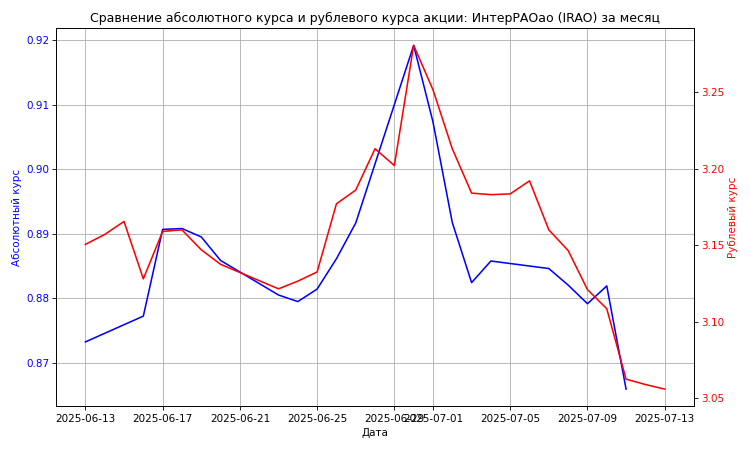 Сравнение абсолютного курса и рублевого курса акции: ИнтерРАОао (IRAO) за месяц
0.92
0.91
0.90
0.89
0.88
0.87
Абсолютный курс
3.25
3.20
3.15
3.10
3.05
Рублевый курс
2025-06-13 2025-06-17 2025-06-21 2025-06-25 2025-06-29 2025-07-01 2025-07-05 2025-07-09 2025-07-13
Дата